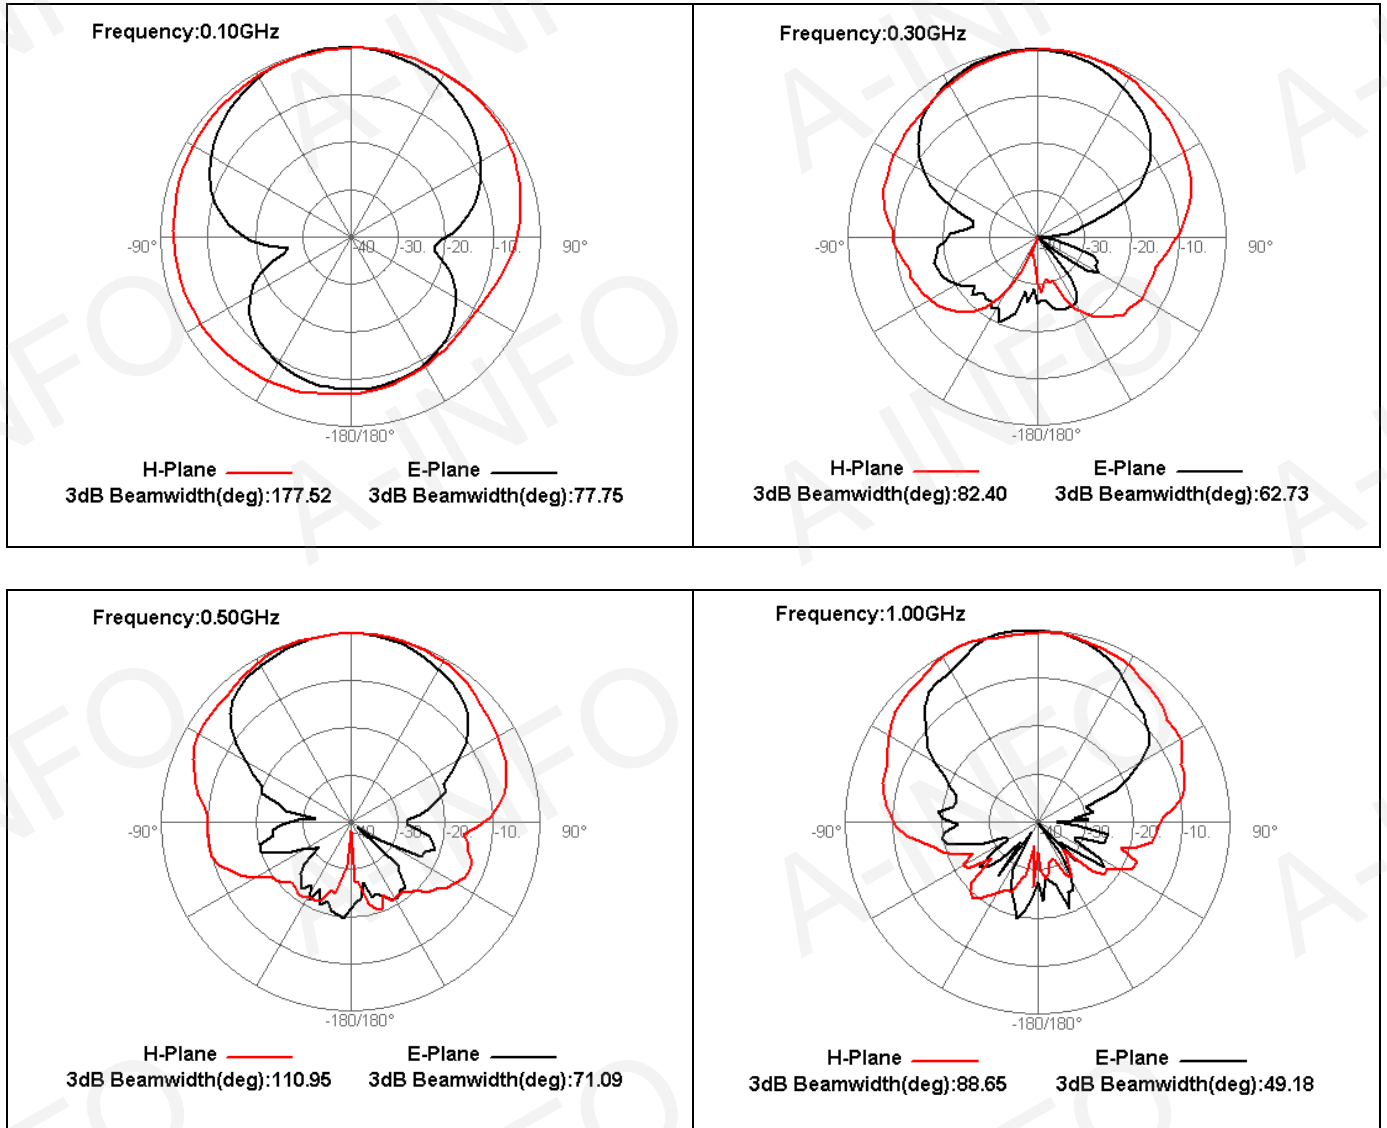 Frequency:0.10GHz
-90°
-40.
-30.
-20.
-10.
90°
-180/180°
H-Plane
E-Plane
3dB Beamwidth(deg):177.52
3dB Beamwidth(deg):77.75
Frequency:0.30GHz
-90°
-40.
-30.
-20.
-10.
90°
-180/180°
H-Plane
E-Plane
3dB Beamwidth(deg):82.40
3dB Beamwidth(deg):62.73
Frequency:0.50GHz
-90°
-40.
-30.
-20.
-10.
90°
-180/180°
H-Plane
E-Plane
3dB Beamwidth(deg):110.95
3dB Beamwidth(deg):71.09
Frequency:1.00GHz
-90°
-40.
-30.
-20.
-10.
90°
-180/180°
H-Plane
E-Plane
3dB Beamwidth(deg):88.65
3dB Beamwidth(deg):49.18
A-INFO